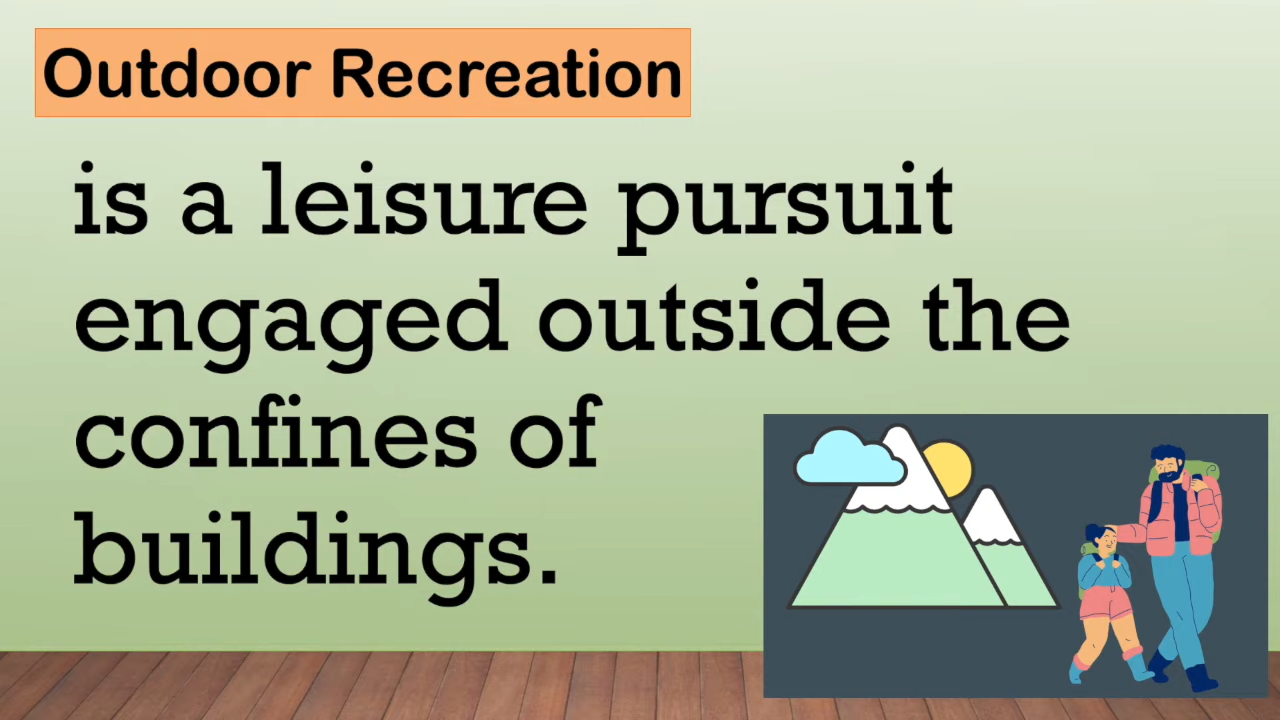 Outdoor Recreation
is a leisure pursuit
engaged outside the
confines of
buildings.